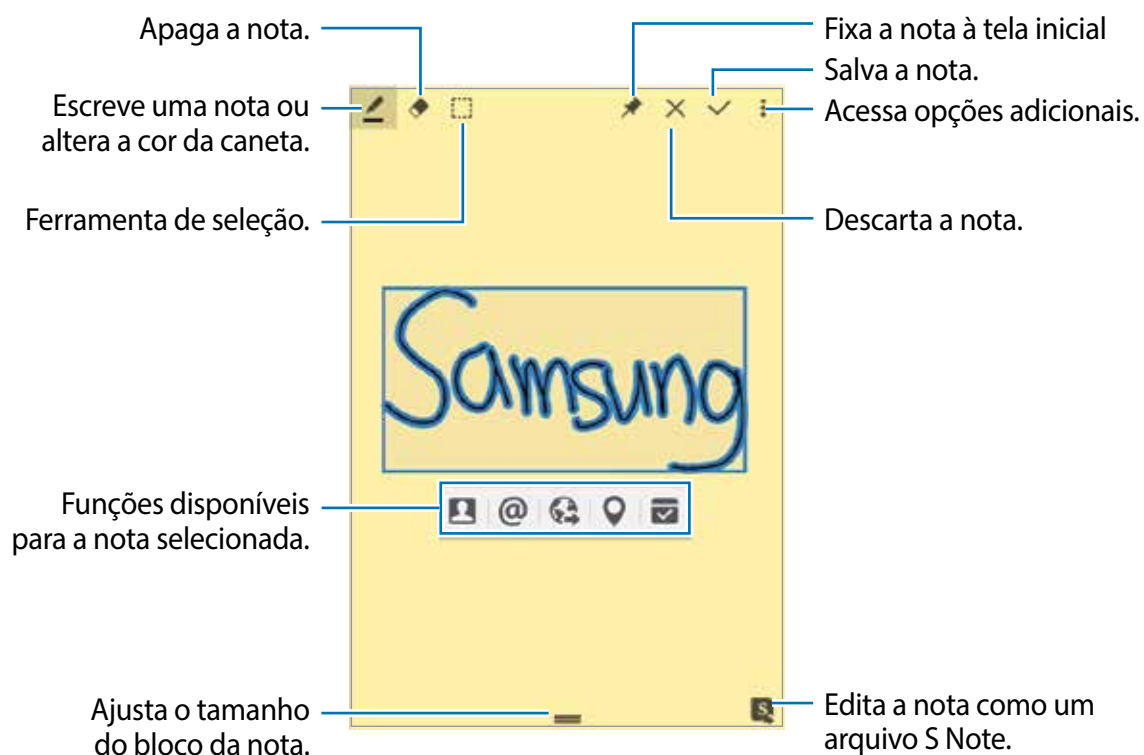 Apaga a nota.
Escreve uma nota ou
altera a cor da caneta.
Ferramenta de seleção.
Fixa a nota à tela inicial
Salva a nota.
Acessa opções adicionais.
Descarta a nota.
Samsung
Funções disponíveis
para a nota selecionada.
@
Ajusta o tamanho
do bloco da nota.
S
Edita a nota como um
arquivo S Note.